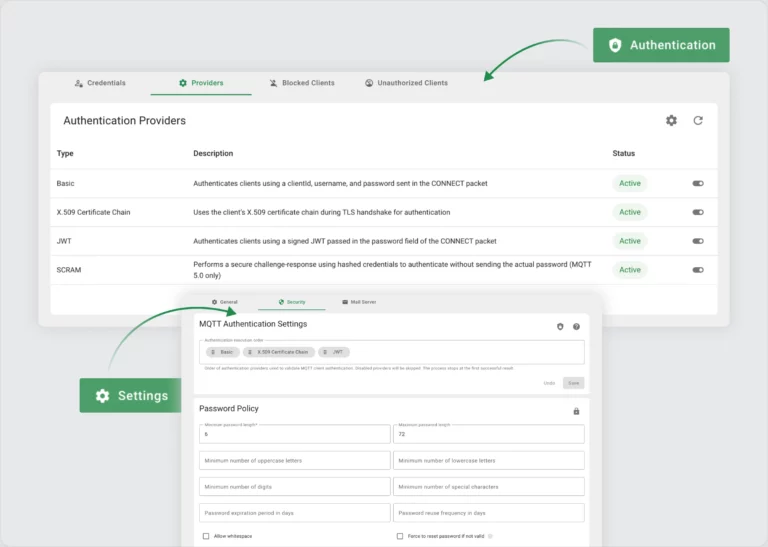 Authentication
Credentials
Providers
Blocked Clients
Unauthorized Clients
Authentication Providers
Type
Description
Status
Basic
Authenticates clients using a clientId, username, and password sent in the CONNECT packet
Active
X.509 Certificate Chain
Uses the client's X.509 certificate chain during TLS handshake for authentication
Active
JWT
Authenticates clients using a signed JWT passed in the password field of the CONNECT packet
Active
SCRAM
Performs a secure challenge-response using hashed credentials to authenticate without sending the actual password (MQTT
5.0 only)
Active
Settings
General
Security
Mail Server
MQTT Authentication Settings
Authentication execution order
Basic
X.509 Certificate Chain
JWT
Order of authentication providers used to validate MQTT client authentication. Disabled providers will be skipped. The process stops at the first successful result.
Undo
Save
Password Policy
Minimum password length*
6
Maximum password length
72
Minimum number of uppercase letters
Minimum number of lowercase letters
Minimum number of digits
Minimum number of special characters
Password expiration period in days
Password reuse frequency in days
Allow whitespace
Force to reset password if not valid